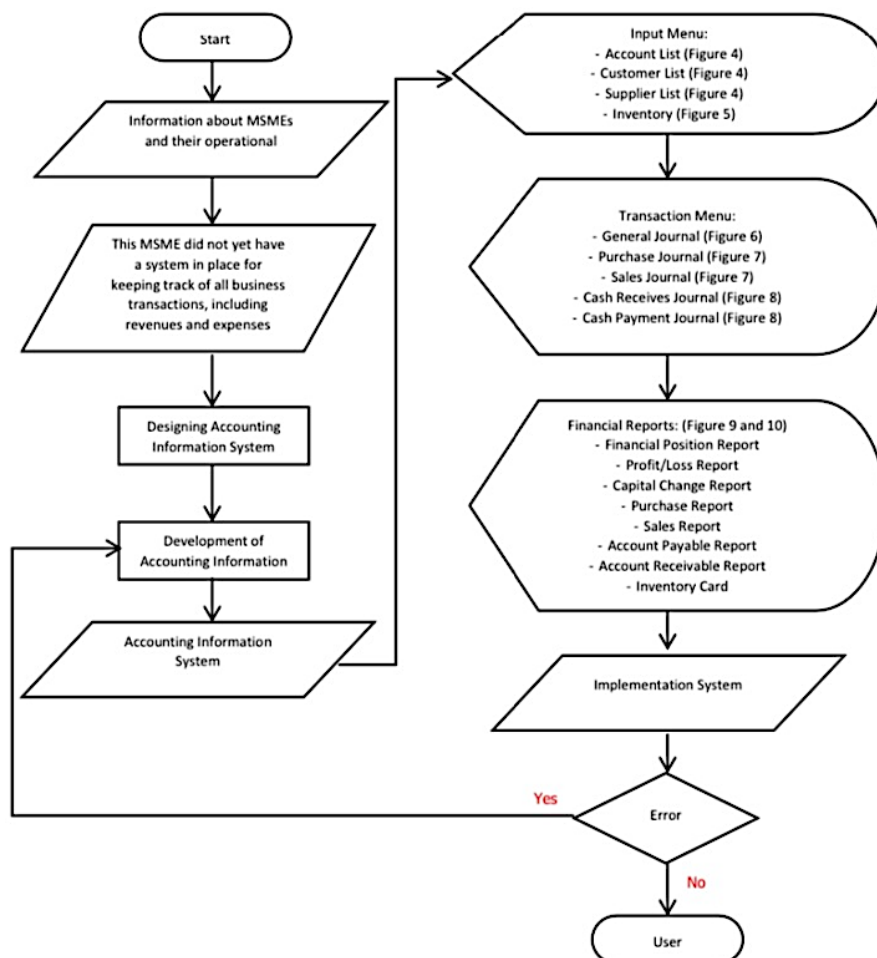 Start
Information about MSMEs
and their operational
This MSME did not yet have
a system in place for
keeping track of all business
transactions, including
revenues and expenses
Designing Accounting
Information System
Development of
Accounting Information
Accounting Information
System
Input Menu:
- Account List (Figure 4)
- Customer List (Figure 4)
- Supplier List (Figure 4)
- Inventory (Figure 5)
Transaction Menu:
- General Journal (Figure 6)
- Purchase Journal (Figure 7)
- Sales Journal (Figure 7)
- Cash Receives Journal (Figure 8)
- Cash Payment Journal (Figure 8)
Financial Reports: (Figure 9 and 10)
- Financial Position Report
- Profit/Loss Report
- Capital Change Report
- Purchase Report
- Sales Report
- Account Payable Report
- Account Receivable Report
- Inventory Card
Implementation System
Error
Yes
No
User